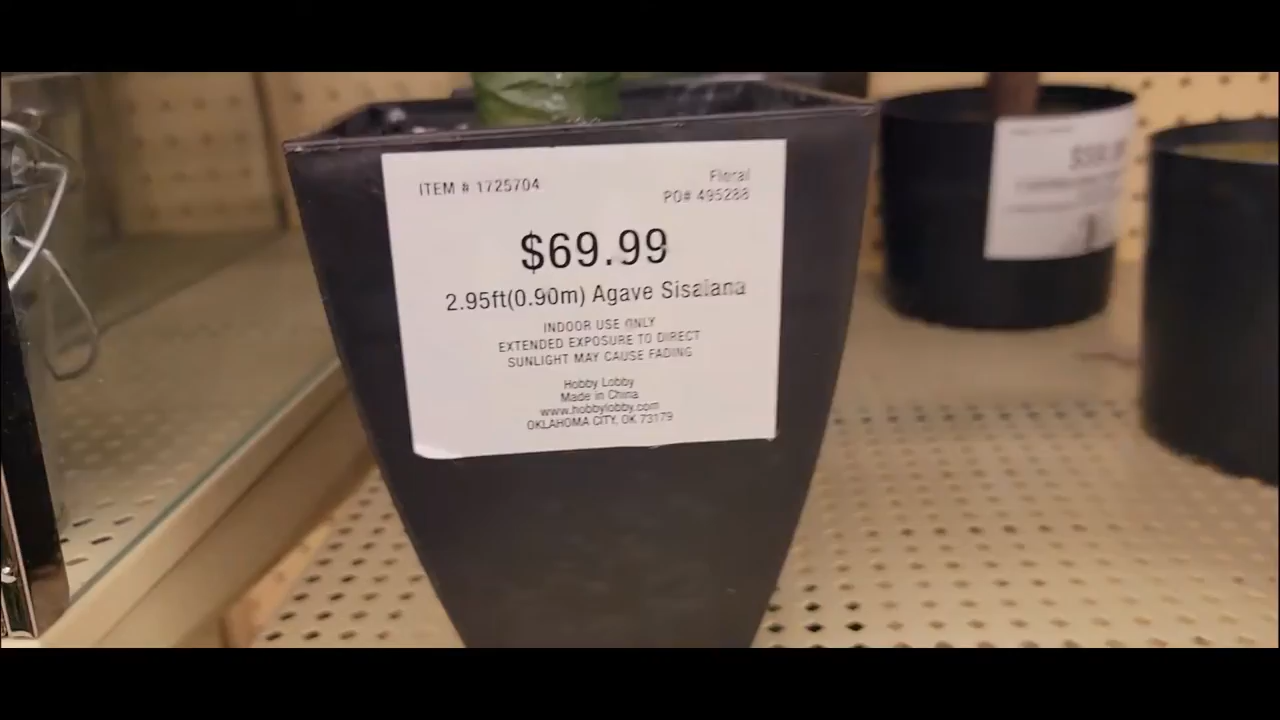 ITEM # 1725704
Floral
PO# 495288
$69.99
2.95ft(0.90m) Agave Sisalana
INDOOR USE ONLY
EXTENDED EXPOSURE TO DIRECT
SUNLIGHT MAY CAUSE FADING
Hobby Lobby
Made in China
www.hobbylobby.com
OKLAHOMA CITY, OK 73179